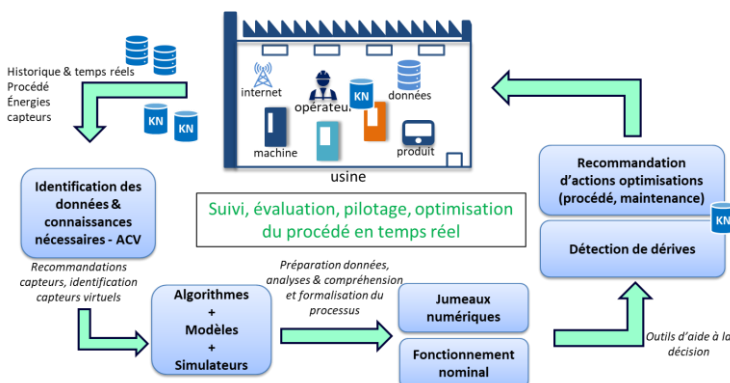 Historique & temps réels
Procédé
Énergies
capteurs
KN
KN
internet
opérateur
KN
données
machine
produit
usine
Identification des
données &
connaissances
nécessaires - ACV
Suivi, évaluation, pilotage, optimisation
du procédé en temps réel
Recommandation
d'actions optimisations
(procédé, maintenance)
KN
Détection de dérives
Recommandations
capteurs, identification
capteurs virtuels
Algorithmes
+
Modèles
+
Simulateurs
Préparation données,
analyses & compréhension
et formalisation du
processus
Jumeaux
numériques
Fonctionnement
nominal
Outils d'aide à la
décision